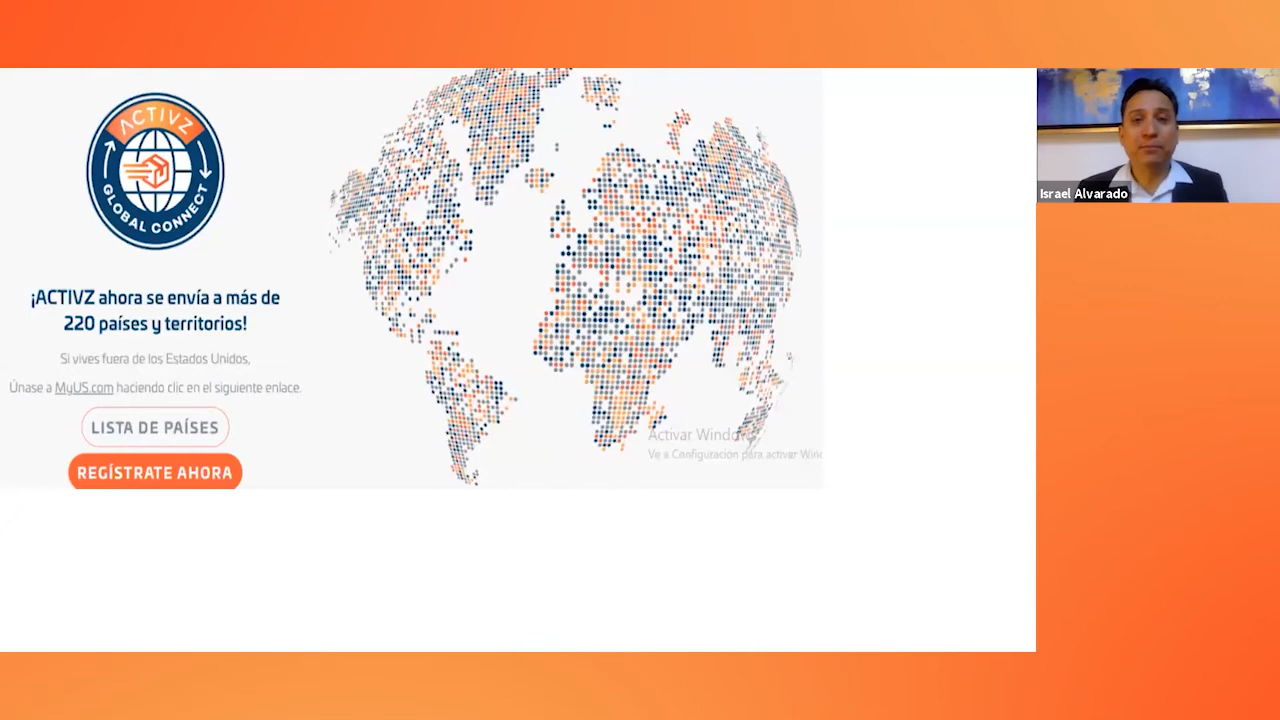 ACTIVZ
GLOBAL CONNECT
¡ACTIVZ ahora se envía a más de
220 países y territorios!
Si vives fuera de los Estados Unidos,
Únase a MyUS.com haciendo clic en el siguiente enlace.
LISTA DE PAÍSES
REGÍSTRATE AHORA
Activar Windows
Ve a Configuración para activar Wind
Israel Alvarado